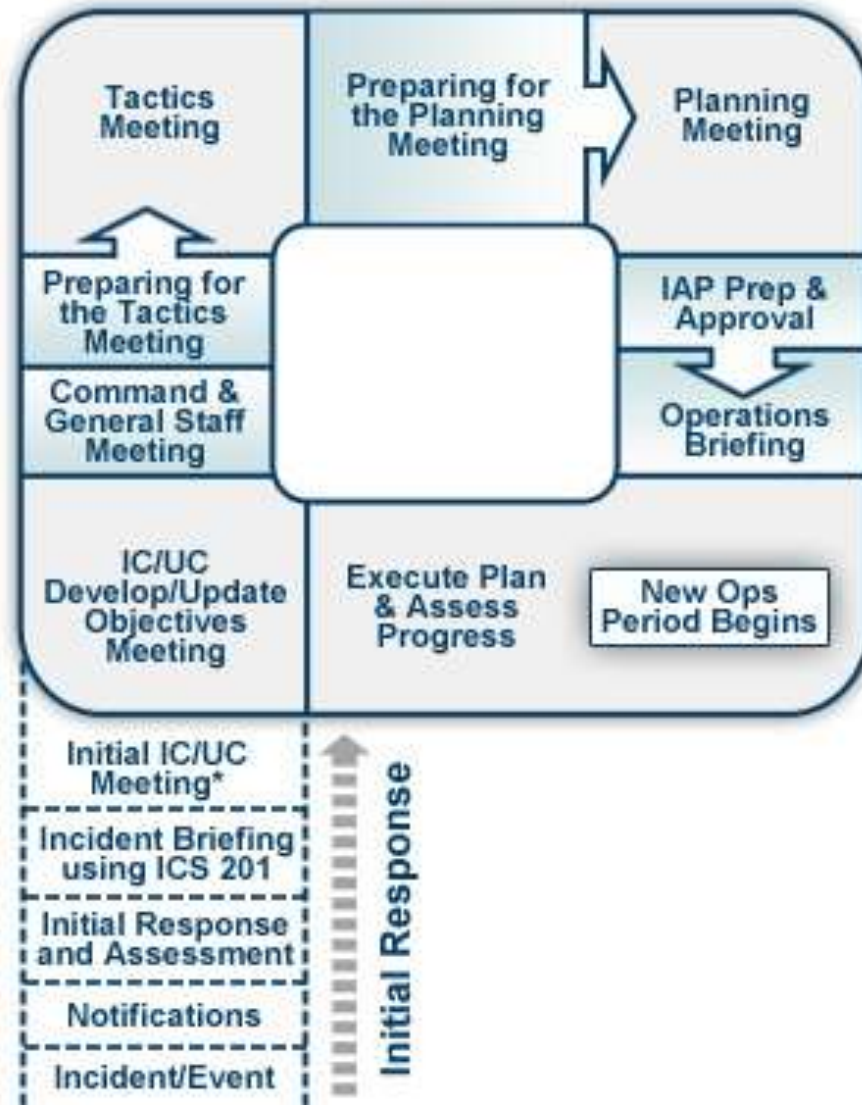 Tactics
Meeting
Preparing for
the Planning
Meeting
Planning
Meeting
Preparing for
the Tactics
Meeting
IAP Prep &
Approval
Command &
General Staff
Meeting
Operations
Briefing
IC/UC
Develop/Update
Objectives
Meeting
Execute Plan
& Assess
Progress
New Ops
Period Begins
Initial IC/UC
Meeting*
Incident Briefing
using ICS 201
Initial Response
and Assessment
Notifications
Incident/Event
Initial Response